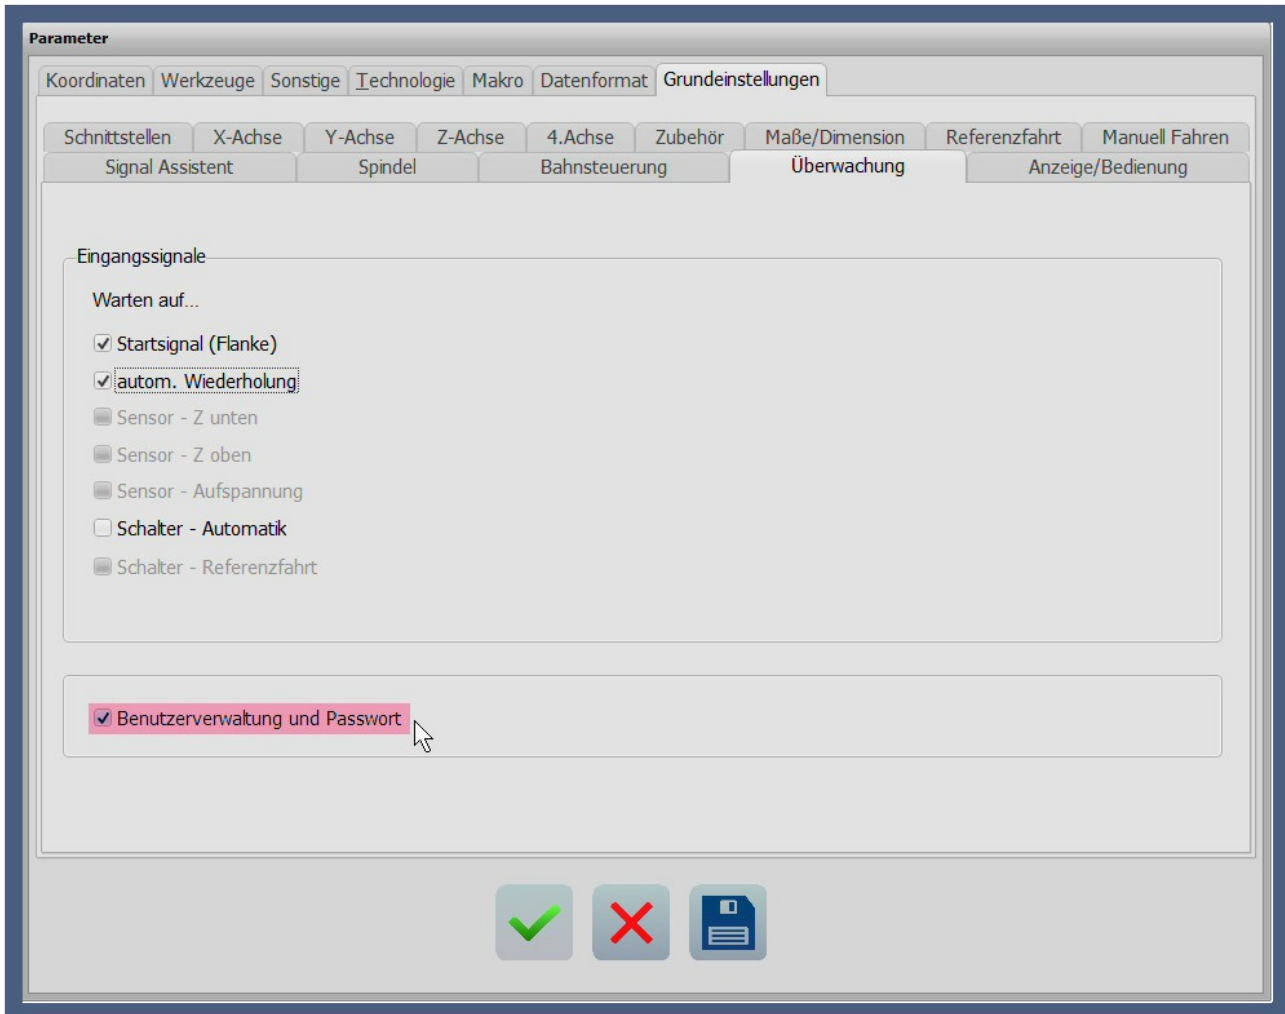 Parameter
Koordinaten Werkzeuge Sonstige Technologie Makro Datenformat Grundeinstellungen
Schnittstellen X-Achse Y-Achse Z-Achse 4.Achse Zubehör Maße/Dimension Referenzfahrt Manuell Fahren
Signal Assistent Spindel Bahnsteuerung Überwachung Anzeige/Bedienung
Eingangssignale
Warten auf...
Startsignal (Flanke)
autom. Wiederholung
Sensor - Z unten
Sensor - Z oben
Sensor - Aufspannung
Schalter - Automatik
Schalter - Referenzfahrt
Benutzerverwaltung und Passwort